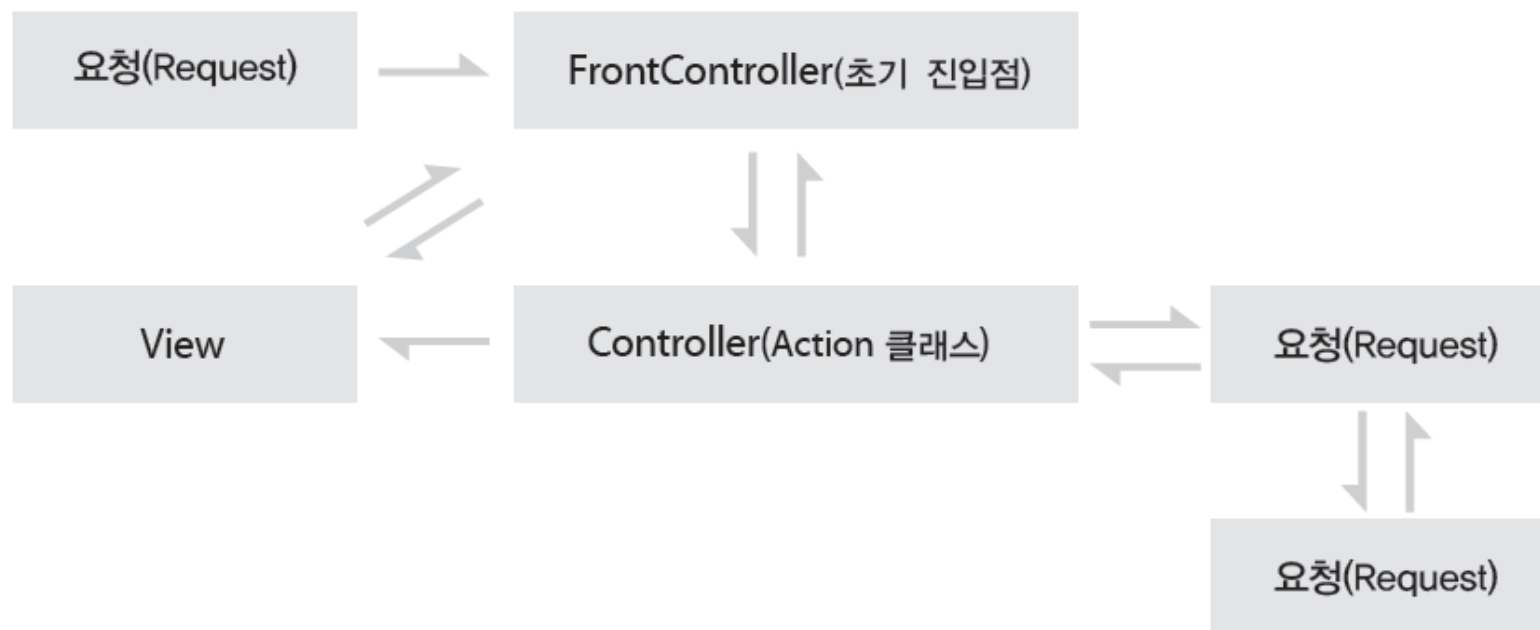 요청(Request)
FrontController(초기 진입점)
View
Controller(Action 클래스)
요청(Request)
요청(Request)